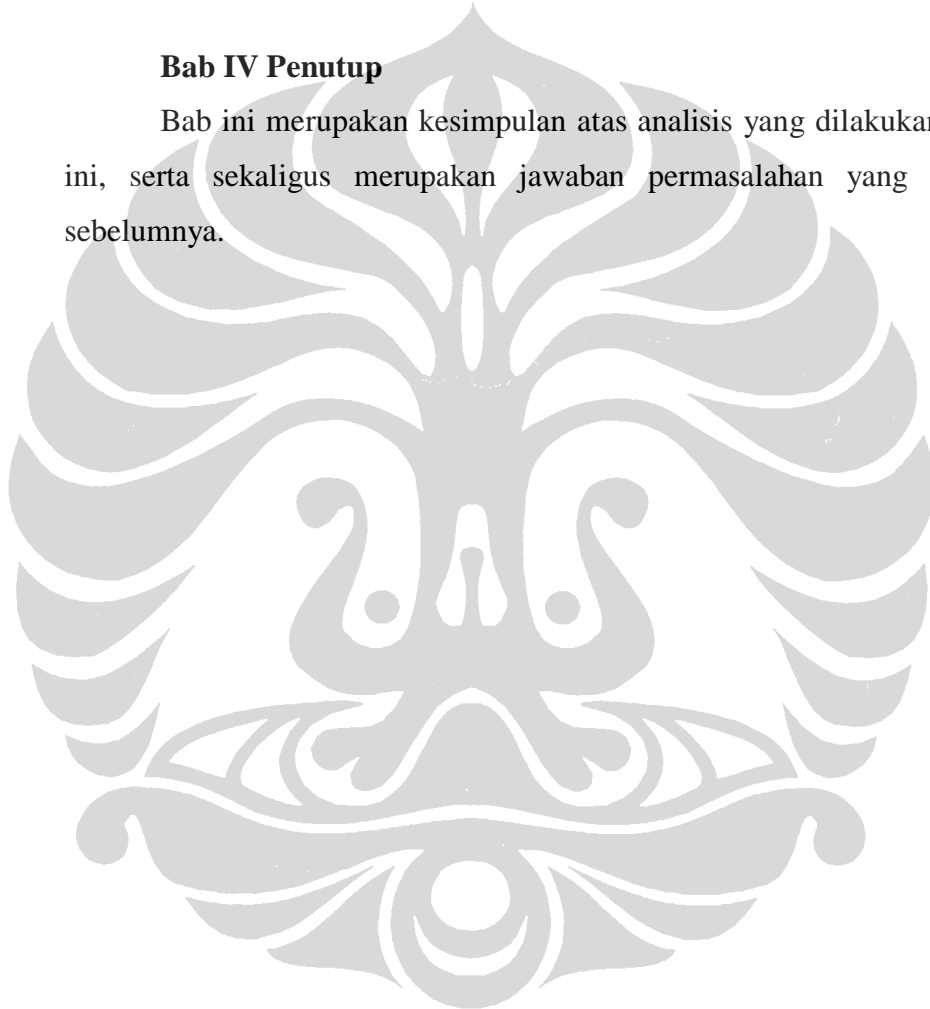 Bab IV Penutup
Bab ini merupakan kesimpulan atas analisis yang dilakukan
ini, serta sekaligus merupakan jawaban permasalahan yang
sebelumnya.